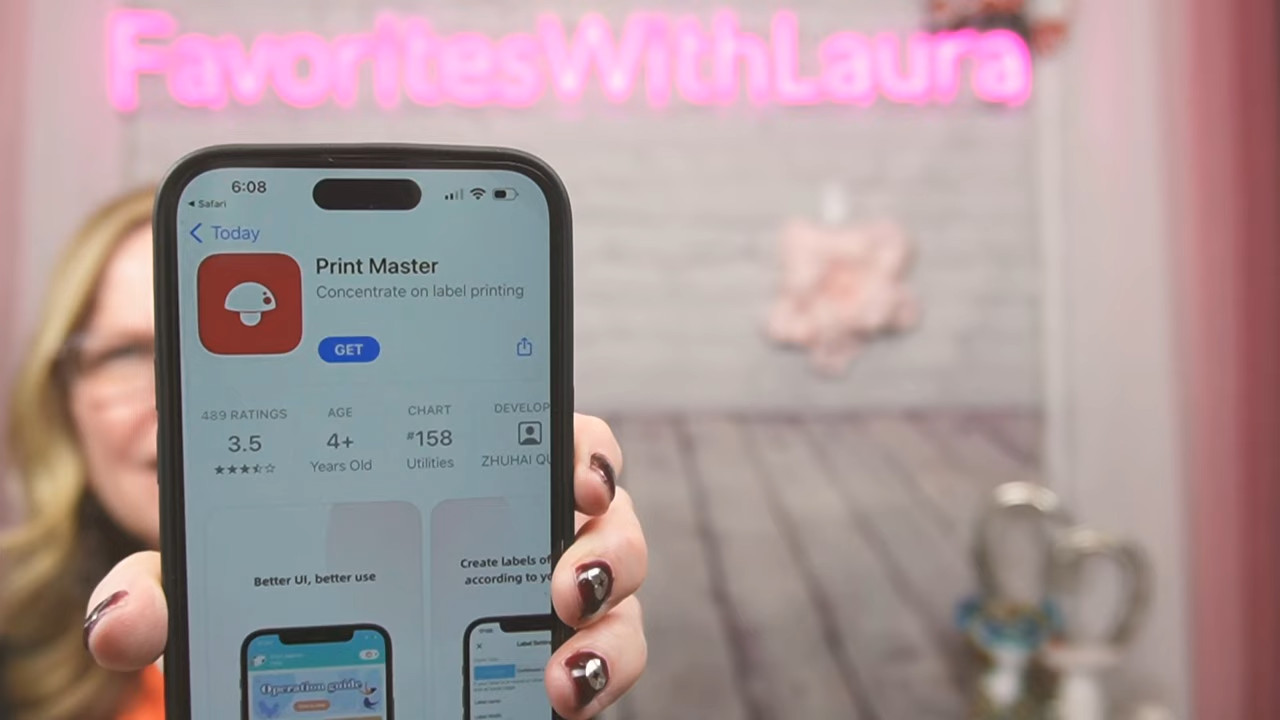 FavoritesWithLaura
6:08
◀ Safari
Today
Print Master
Concentrate on label printing
GET
489 RATINGS
3.5
AGE
4+
Years Old
CHART
#158
Utilities
DEVELOP
ZHUHAI QU
Better UI, better use
Create labels of
according to yo
Operation guide